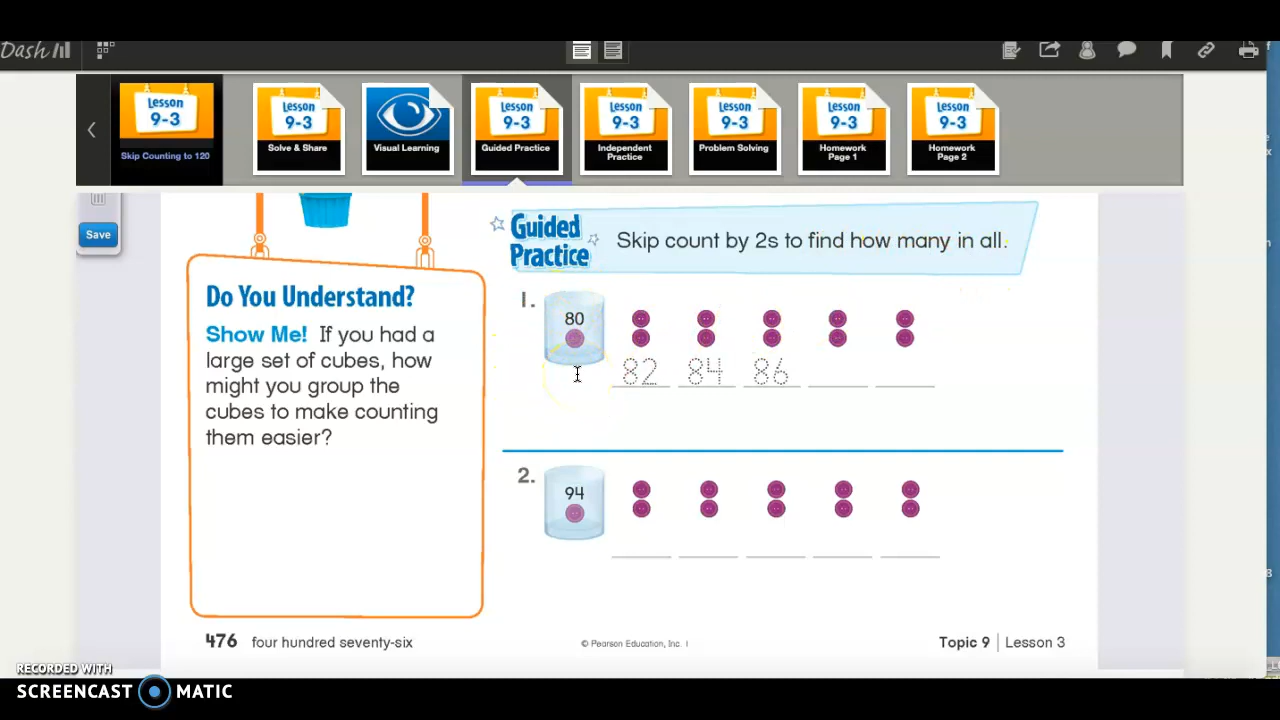 Dash
Lesson
9-3
Skip Counting to 120
Lesson
9-3
Solve & Share
Visual Learning
Lesson
9-3
Guided Practice
Lesson
9-3
Independent
Practice
Lesson
9-3
Problem Solving
Lesson
9-3
Homework
Page 1
Lesson
9-3
Homework
Page 2
Save
Guided
Practice
Skip count by 2s to find how many in all.
Do You Understand?
Show Me! If you had a
large set of cubes, how
might you group the
cubes to make counting
them easier?
1.
80
82 84 86
2.
94
476 four hundred seventy-six
© Pearson Education, Inc. 1
Topic 9 | Lesson 3
RECORDED WITH
SCREENCAST MATIC